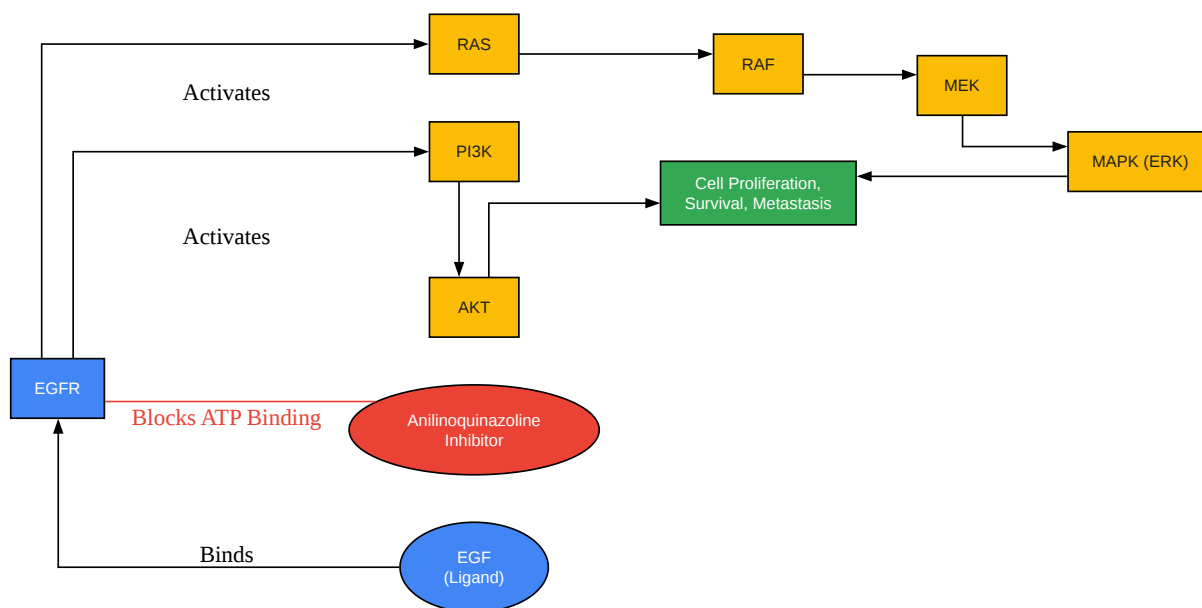 RAS
RAF
MEK
Activates
PI3K
MAPK (ERK)
Cell Proliferation,
Survival, Metastasis
Activates
AKT
EGFR
Blocks ATP Binding
Anilinoquinazoline
Inhibitor
Binds
EGF
(Ligand)